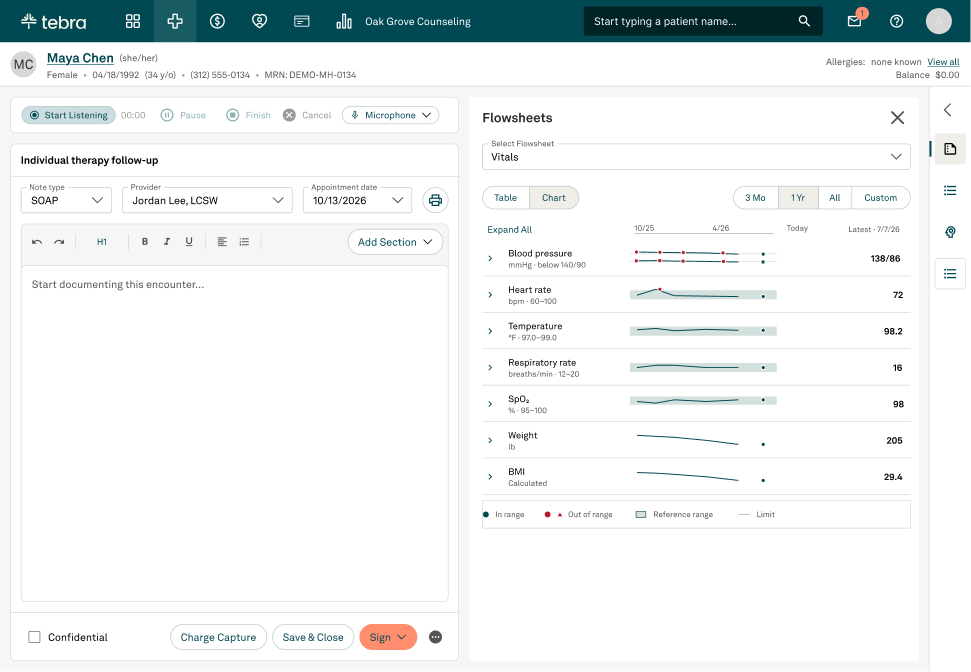 tebra
Oak Grove Counseling
Start typing a patient name...
1
A
MC
Maya Chen (she/her)
Female • 04/18/1992 (34 y/o) • (312) 555-0134 • MRN: DEMO-MH-0134
Allergies: none known View all
Balance $0.00
Start Listening 00:00 Pause Finish Cancel Microphone
Individual therapy follow-up
Note type
SOAP
Provider
Jordan Lee, LCSW
Appointment date
10/13/2026
H1 B I U
Add Section
Start documenting this encounter...
Confidential
Charge Capture
Save & Close
Sign
Flowsheets
Select Flowsheet
Vitals
Table Chart
3 Mo 1 Yr All Custom
Expand All
10/25 4/26 Today Latest · 7/7/26
Blood pressure
mmHg · below 140/90
138/86
Heart rate
bpm · 60–100
72
Temperature
°F · 97.0–99.0
98.2
Respiratory rate
breaths/min · 12–20
16
SpO₂
% · 95–100
98
Weight
lb
205
BMI
Calculated
29.4
In range Out of range Reference range Limit